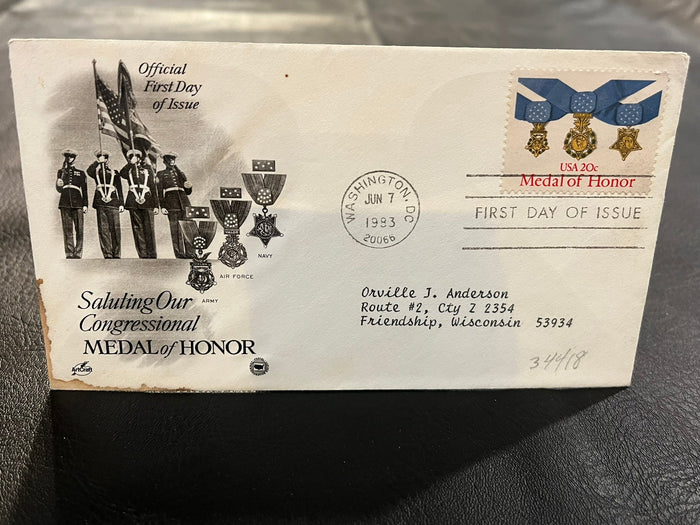 Official
First Day
of Issue
USA 20c
Medal of Honor
WASHINGTON, DC
JUN 7
1983
20066
FIRST DAY OF ISSUE
NAVY
AIR FORCE
ARMY
Orville J. Anderson
Route #2, Cty Z 2354
Friendship, Wisconsin 53934
Saluting Our
Congressional
MEDAL of HONOR
ArtCraft
34418